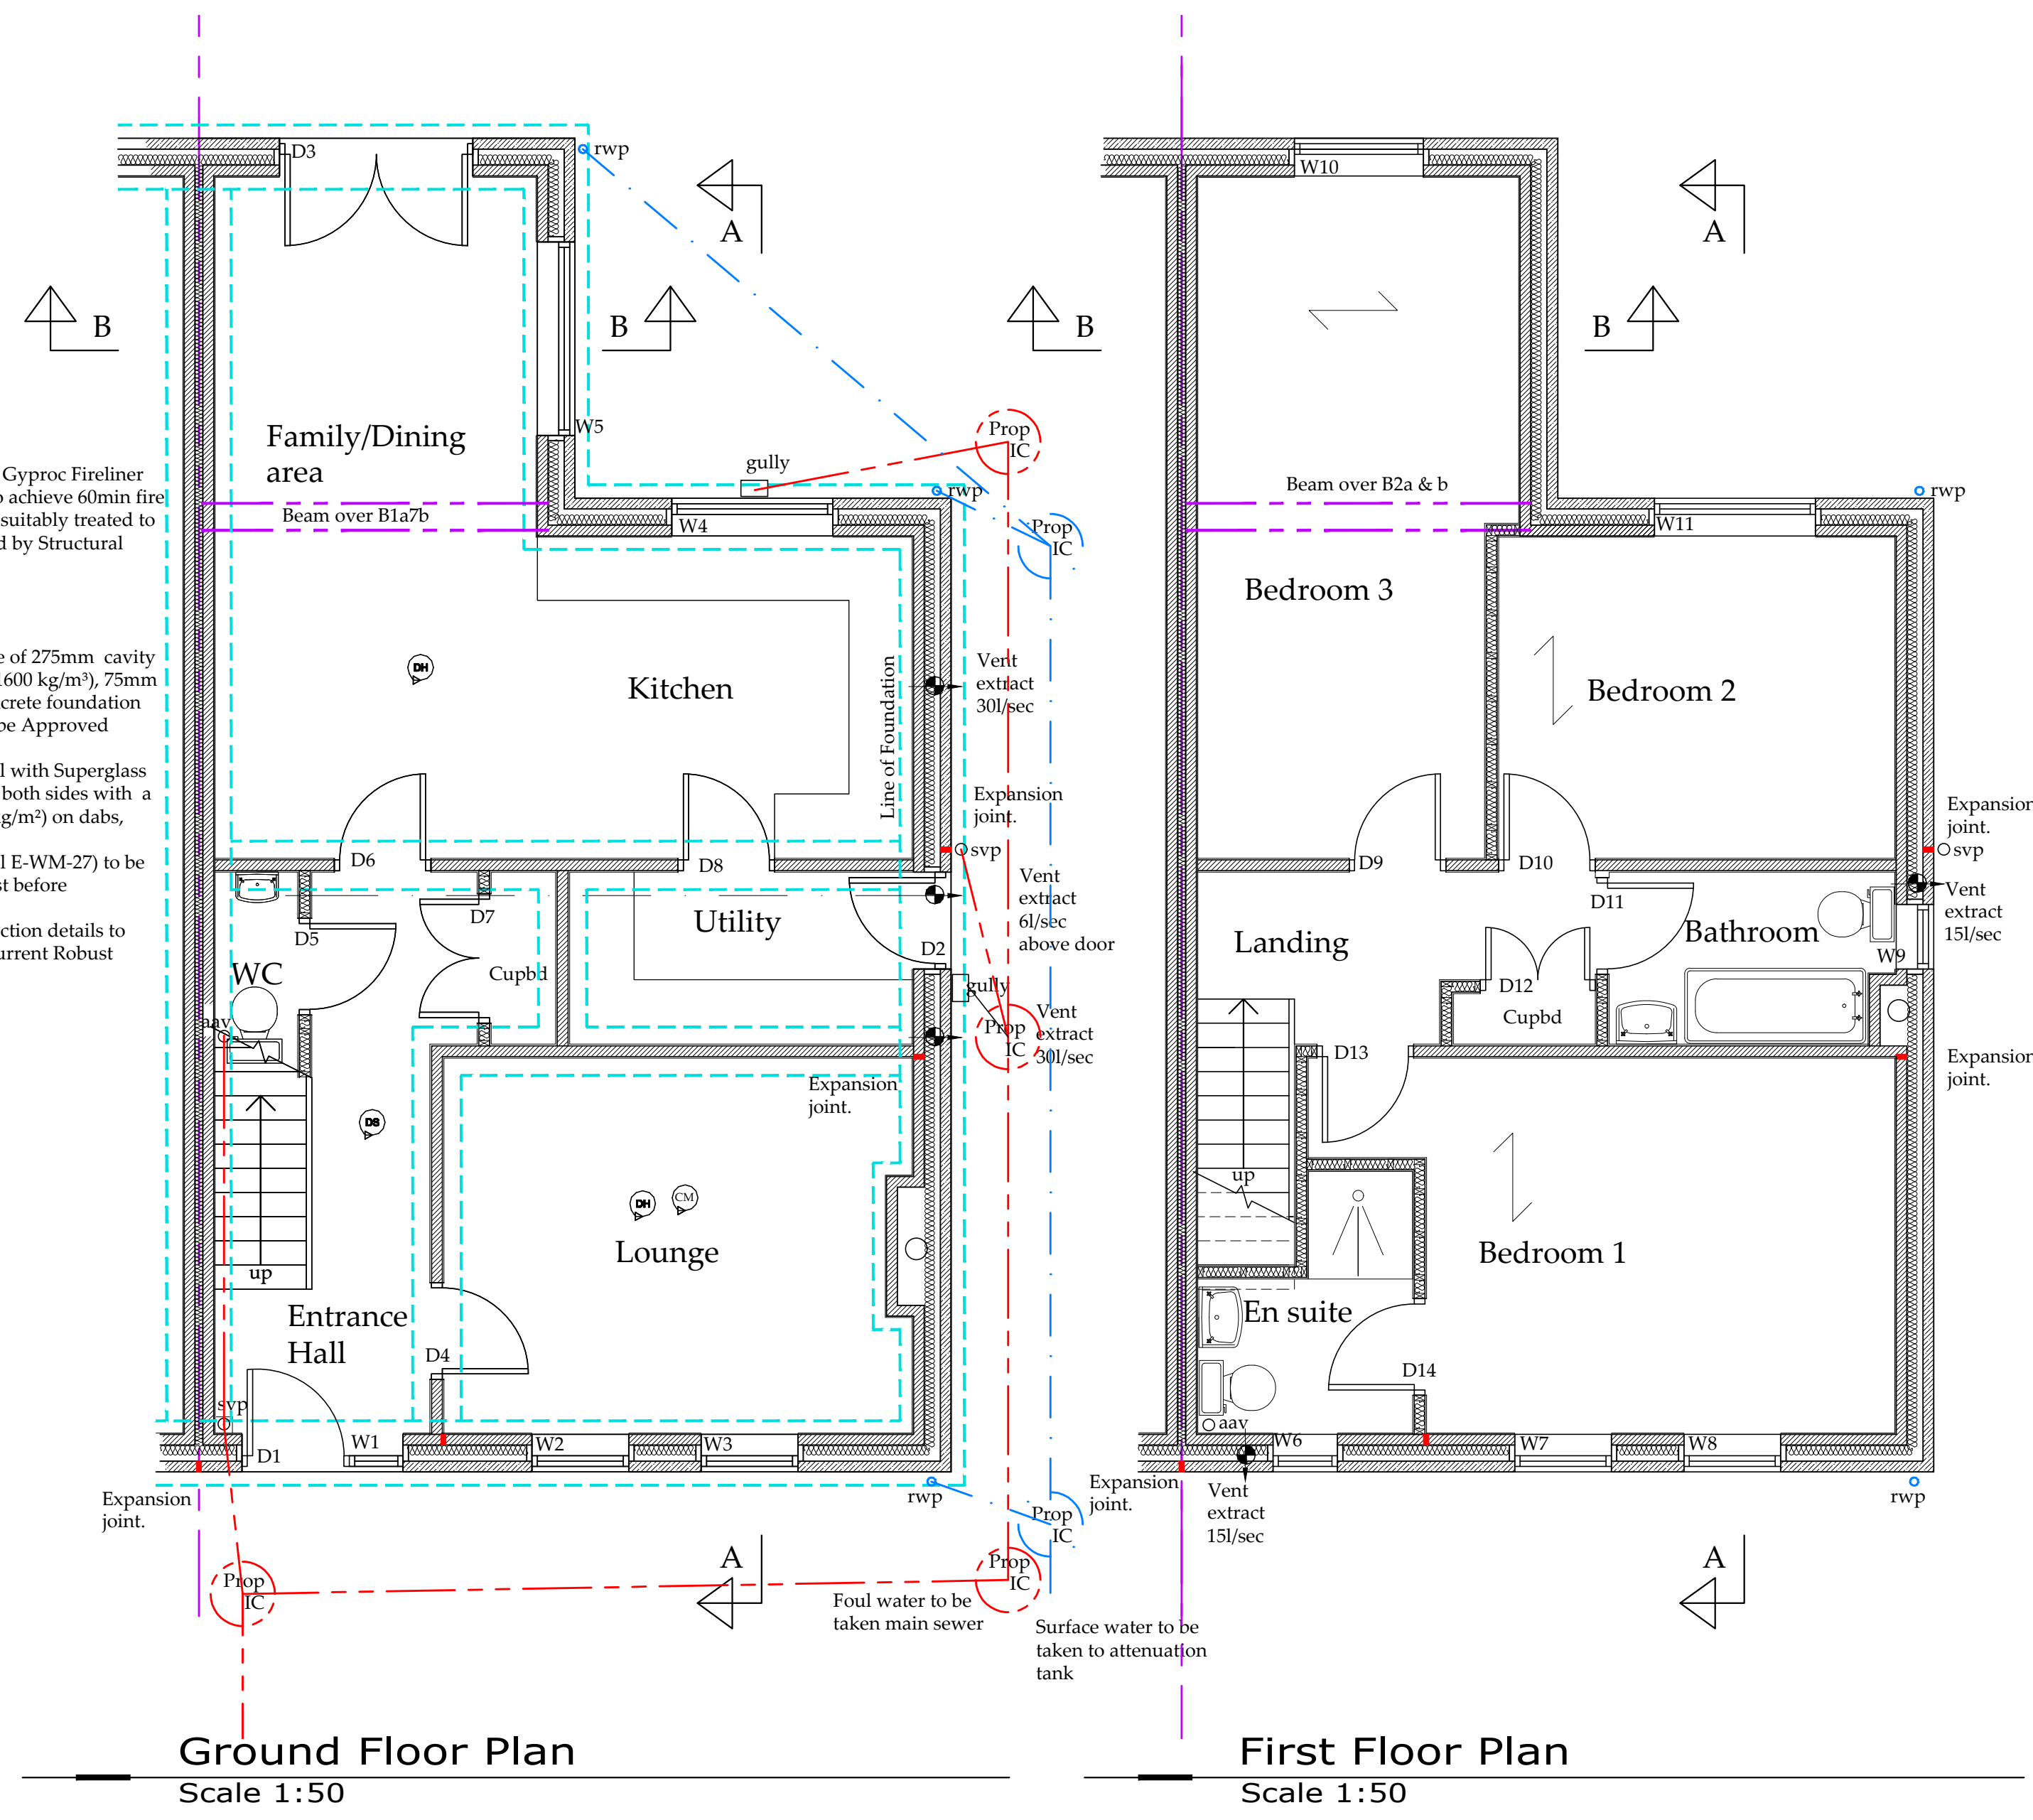 D3
rwp
A
B
B
Family/Dining
area
W5
gully
Prop
IC
rwp
Beam over B1a7b
W4
Prop
IC
Gyproc Fireliner
achieve 60min fire
suitably treated to
by Structural
of 275mm cavity
1600 kg/m³), 75mm
foundation
be Approved
with Superglass
both sides with a
on dabs,
E-WM-27) to be
before
details to
Robust
DH
Kitchen
Line of Foundation
Vent
extract
30l/sec
Expansion
joint.
svp
D6
D8
Vent
extract
6l/sec
above door
D7
D5
Utility
D2
WC
Cupbd
gully
aav
Prop
IC
Vent
extract
30l/sec
Expansion
joint.
DS
DH
CM
Lounge
up
Entrance
Hall
D4
svp
D1
W1
W2
W3
rwp
Expansion
joint.
Prop
IC
A
Prop
IC
Prop
IC
Foul water to be
taken main sewer
Surface water to be
taken to attenuation
tank
Ground Floor Plan
Scale 1:50
W10
A
B
B
Beam over B2a & b
rwp
W11
Bedroom 3
Bedroom 2
Expansion
joint.
svp
D9
D10
D11
Vent
extract
15l/sec
Landing
Bathroom
W9
D12
Cupbd
D13
Expansion
joint.
up
Bedroom 1
En suite
D14
aav
W6
W7
W8
Expansion
joint.
Vent
extract
15l/sec
rwp
A
First Floor Plan
Scale 1:50